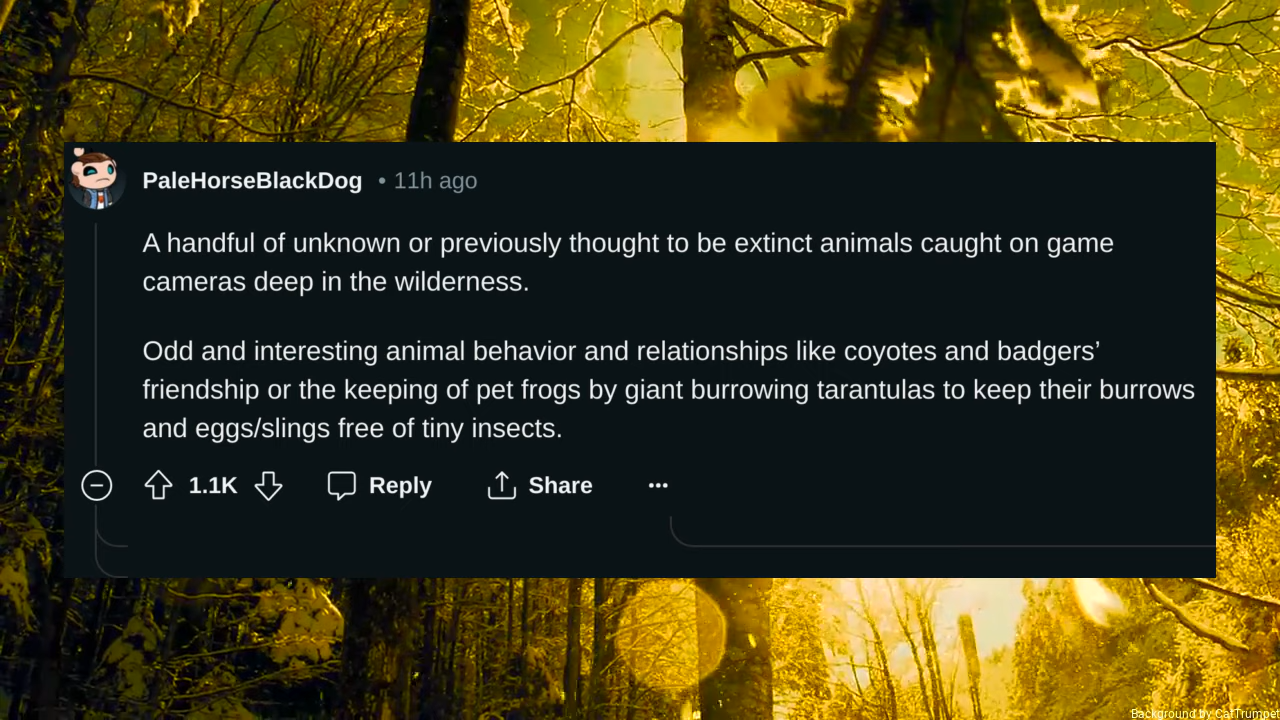 PaleHorseBlackDog • 11h ago
A handful of unknown or previously thought to be extinct animals caught on game
cameras deep in the wilderness.
Odd and interesting animal behavior and relationships like coyotes and badgers’
friendship or the keeping of pet frogs by giant burrowing tarantulas to keep their burrows
and eggs/slings free of tiny insects.
1.1K Reply Share
Background by CatTrumpet